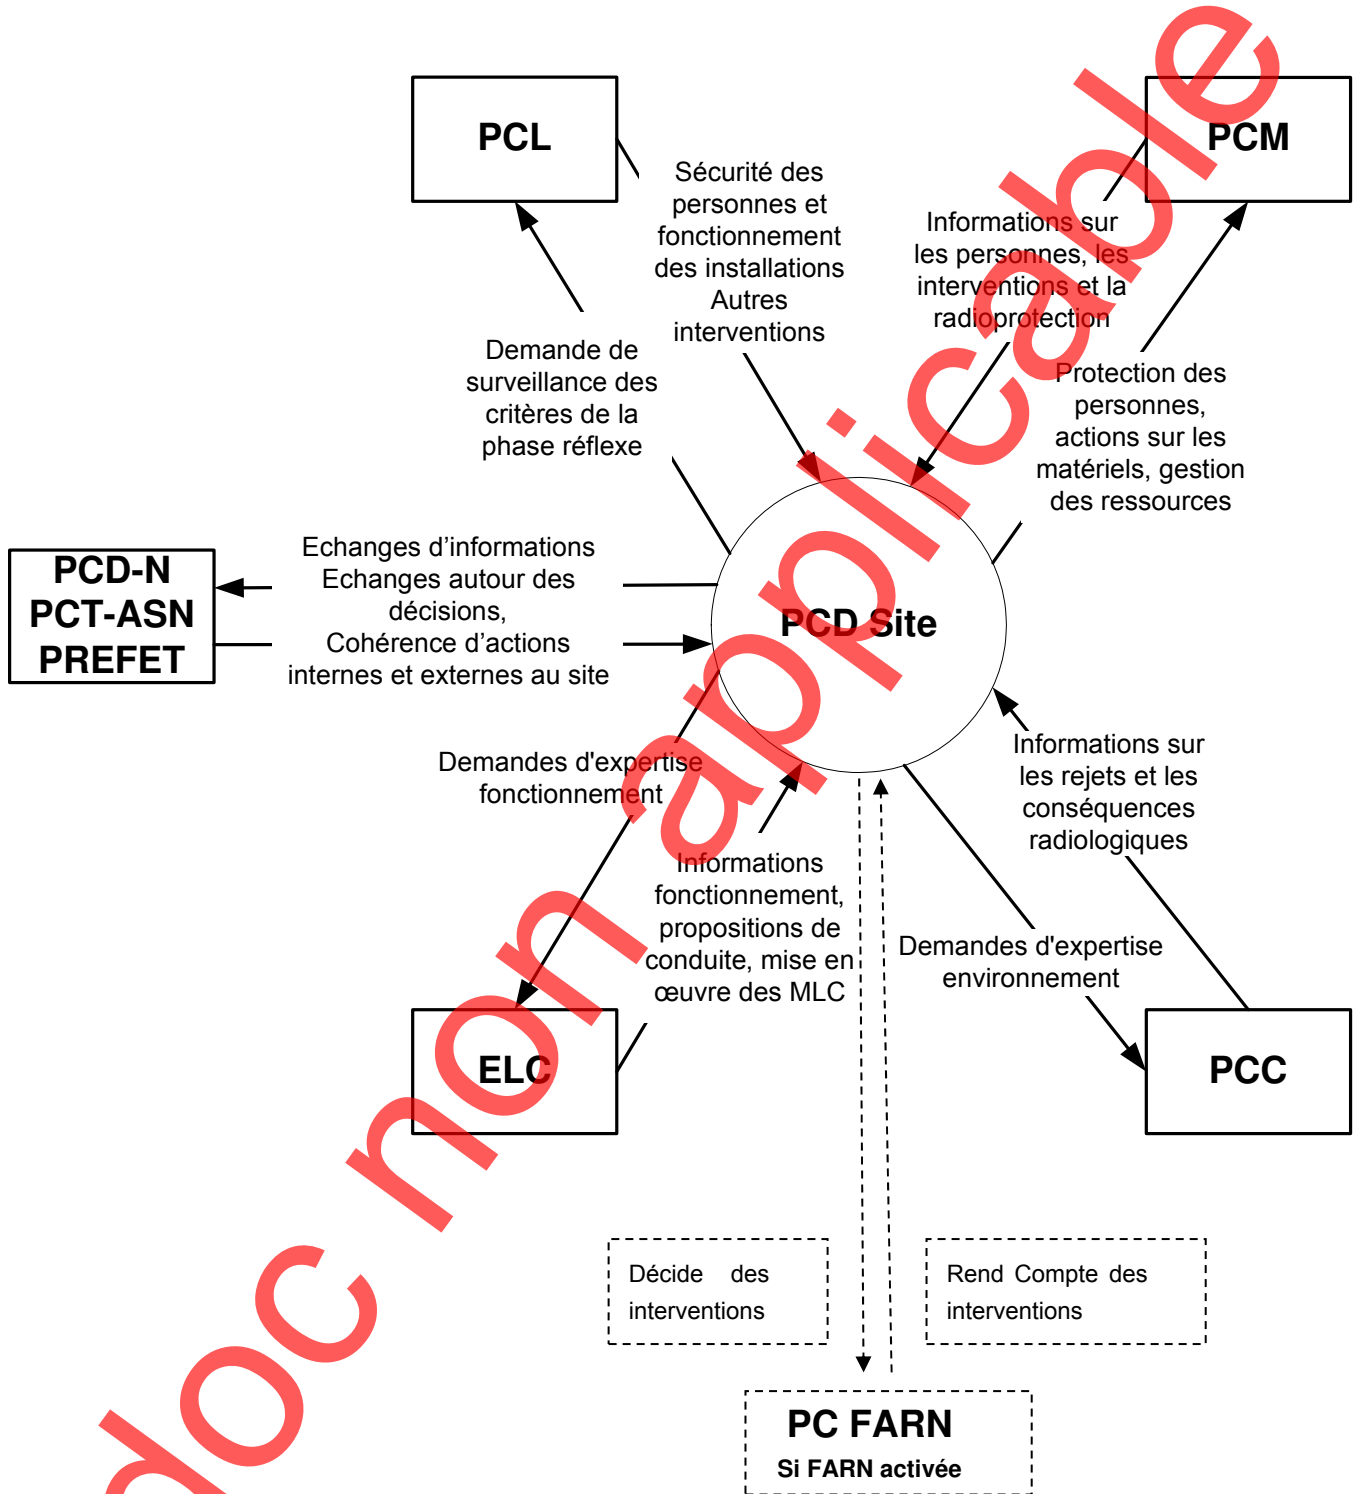 PCL
PCM
Sécurité des
personnes et
fonctionnement
des installations
Autres
interventions
Informations sur
les personnes, les
interventions et la
radioprotection
Demande de
surveillance des
critères de la
phase réflexe
Protection des
personnes,
actions sur les
matériels, gestion
des ressources
PCD-N
PCT-ASN
PREFET
Echanges d’informations
Echanges autour des
décisions,
Cohérence d’actions
internes et externes au site
PCD Site
Demandes d'expertise
fonctionnement
Informations sur
les rejets et les
conséquences
radiologiques
Informations
fonctionnement,
propositions de
conduite, mise en
œuvre des MLC
Demandes d'expertise
environnement
ELC
PCC
Décide des
interventions
Rend Compte des
interventions
PC FARN
Si FARN activée
doc non applicable